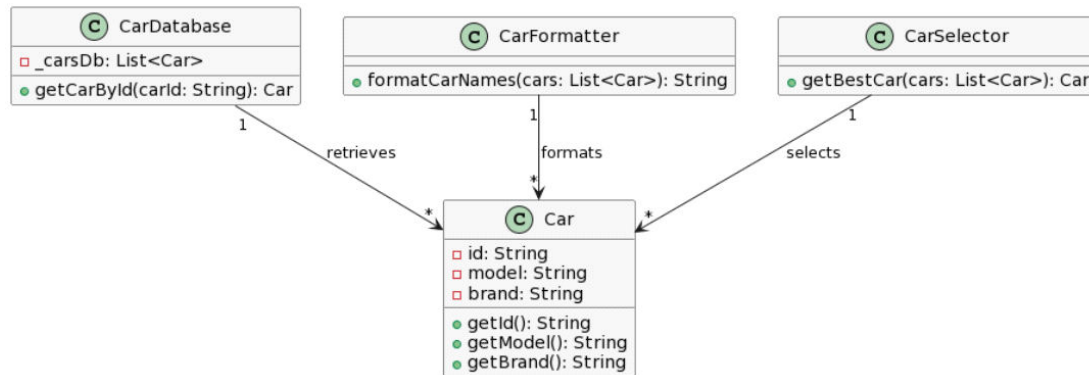 C CarDatabase
_carsDb: List<Car>
getCarById(carId: String): Car
C CarFormatter
formatCarNames(cars: List<Car>): String
C CarSelector
getBestCar(cars: List<Car>): Car
1
retrieves
*
1
formats
*
1
selects
*
C Car
id: String
model: String
brand: String
getId(): String
getModel(): String
getBrand(): String